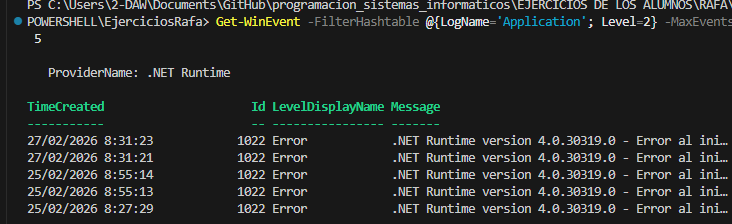 PS C:\Users\2-DAW\Documents\GitHub\programacion_sistemas_informaticos\EJERCICIOS DE LOS ALUMNOS\RAFA\
POWERSHELL\EjerciciosRafa> Get-WinEvent -FilterHashtable @{LogName='Application'; Level=2} -MaxEvents
5
ProviderName: .NET Runtime
TimeCreated Id LevelDisplayName Message
----------- -- ---------------- -------
27/02/2026 8:31:23 1022 Error .NET Runtime version 4.0.30319.0 - Error al ini…
27/02/2026 8:31:21 1022 Error .NET Runtime version 4.0.30319.0 - Error al ini…
25/02/2026 8:55:14 1022 Error .NET Runtime version 4.0.30319.0 - Error al ini…
25/02/2026 8:55:13 1022 Error .NET Runtime version 4.0.30319.0 - Error al ini…
25/02/2026 8:27:29 1022 Error .NET Runtime version 4.0.30319.0 - Error al ini…